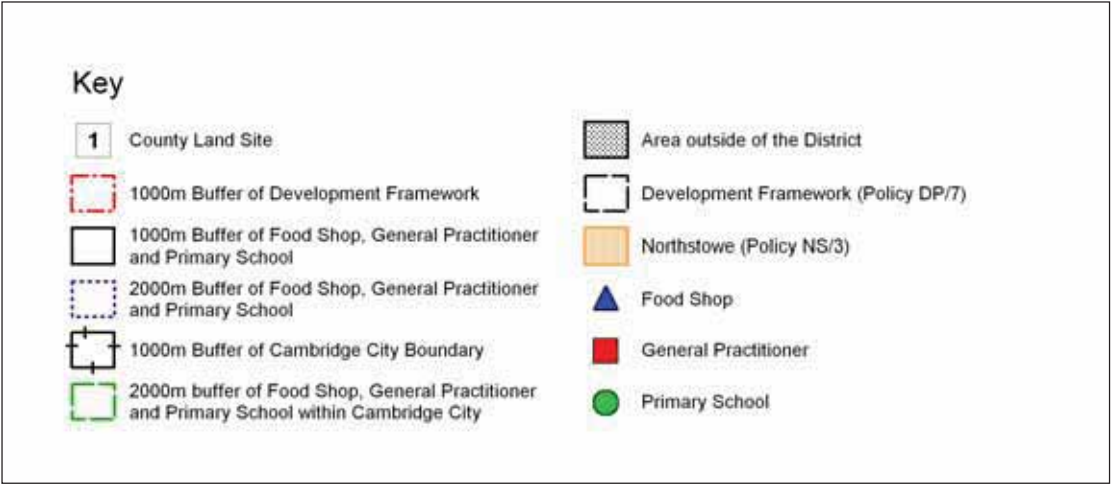 Key
1 County Land Site
1000m Buffer of Development Framework
1000m Buffer of Food Shop, General Practitioner
and Primary School
2000m Buffer of Food Shop, General Practitioner
and Primary School
1000m Buffer of Cambridge City Boundary
2000m buffer of Food Shop, General Practitioner
and Primary School within Cambridge City
Area outside of the District
Development Framework (Policy DP/7)
Northstowe (Policy NS/3)
Food Shop
General Practitioner
Primary School